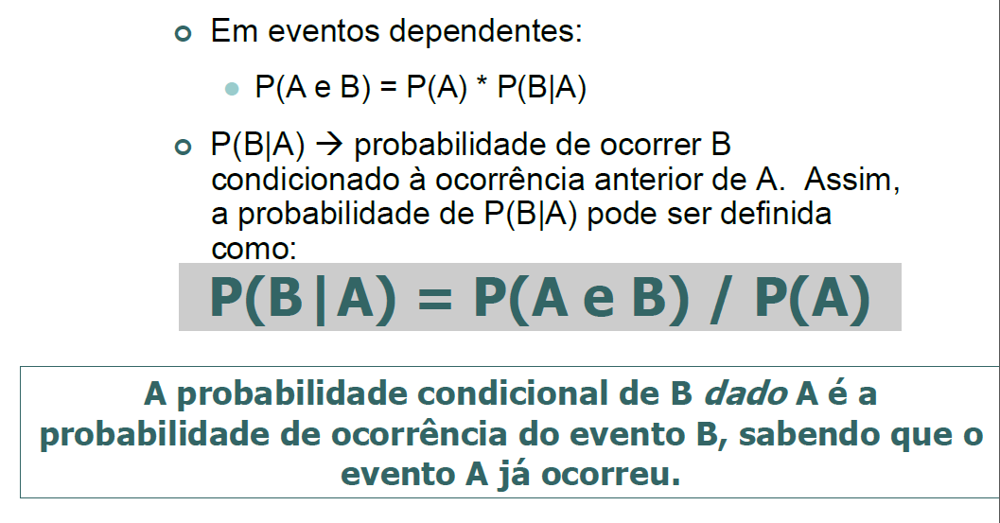 Em eventos dependentes:
P(A e B) = P(A) * P(B|A)
P(B|A) → probabilidade de ocorrer B
condicionado à ocorrência anterior de A. Assim,
a probabilidade de P(B|A) pode ser definida
como:
P(B|A) = P(A e B) / P(A)
A probabilidade condicional de B dado A é a
probabilidade de ocorrência do evento B, sabendo que o
evento A já ocorreu.